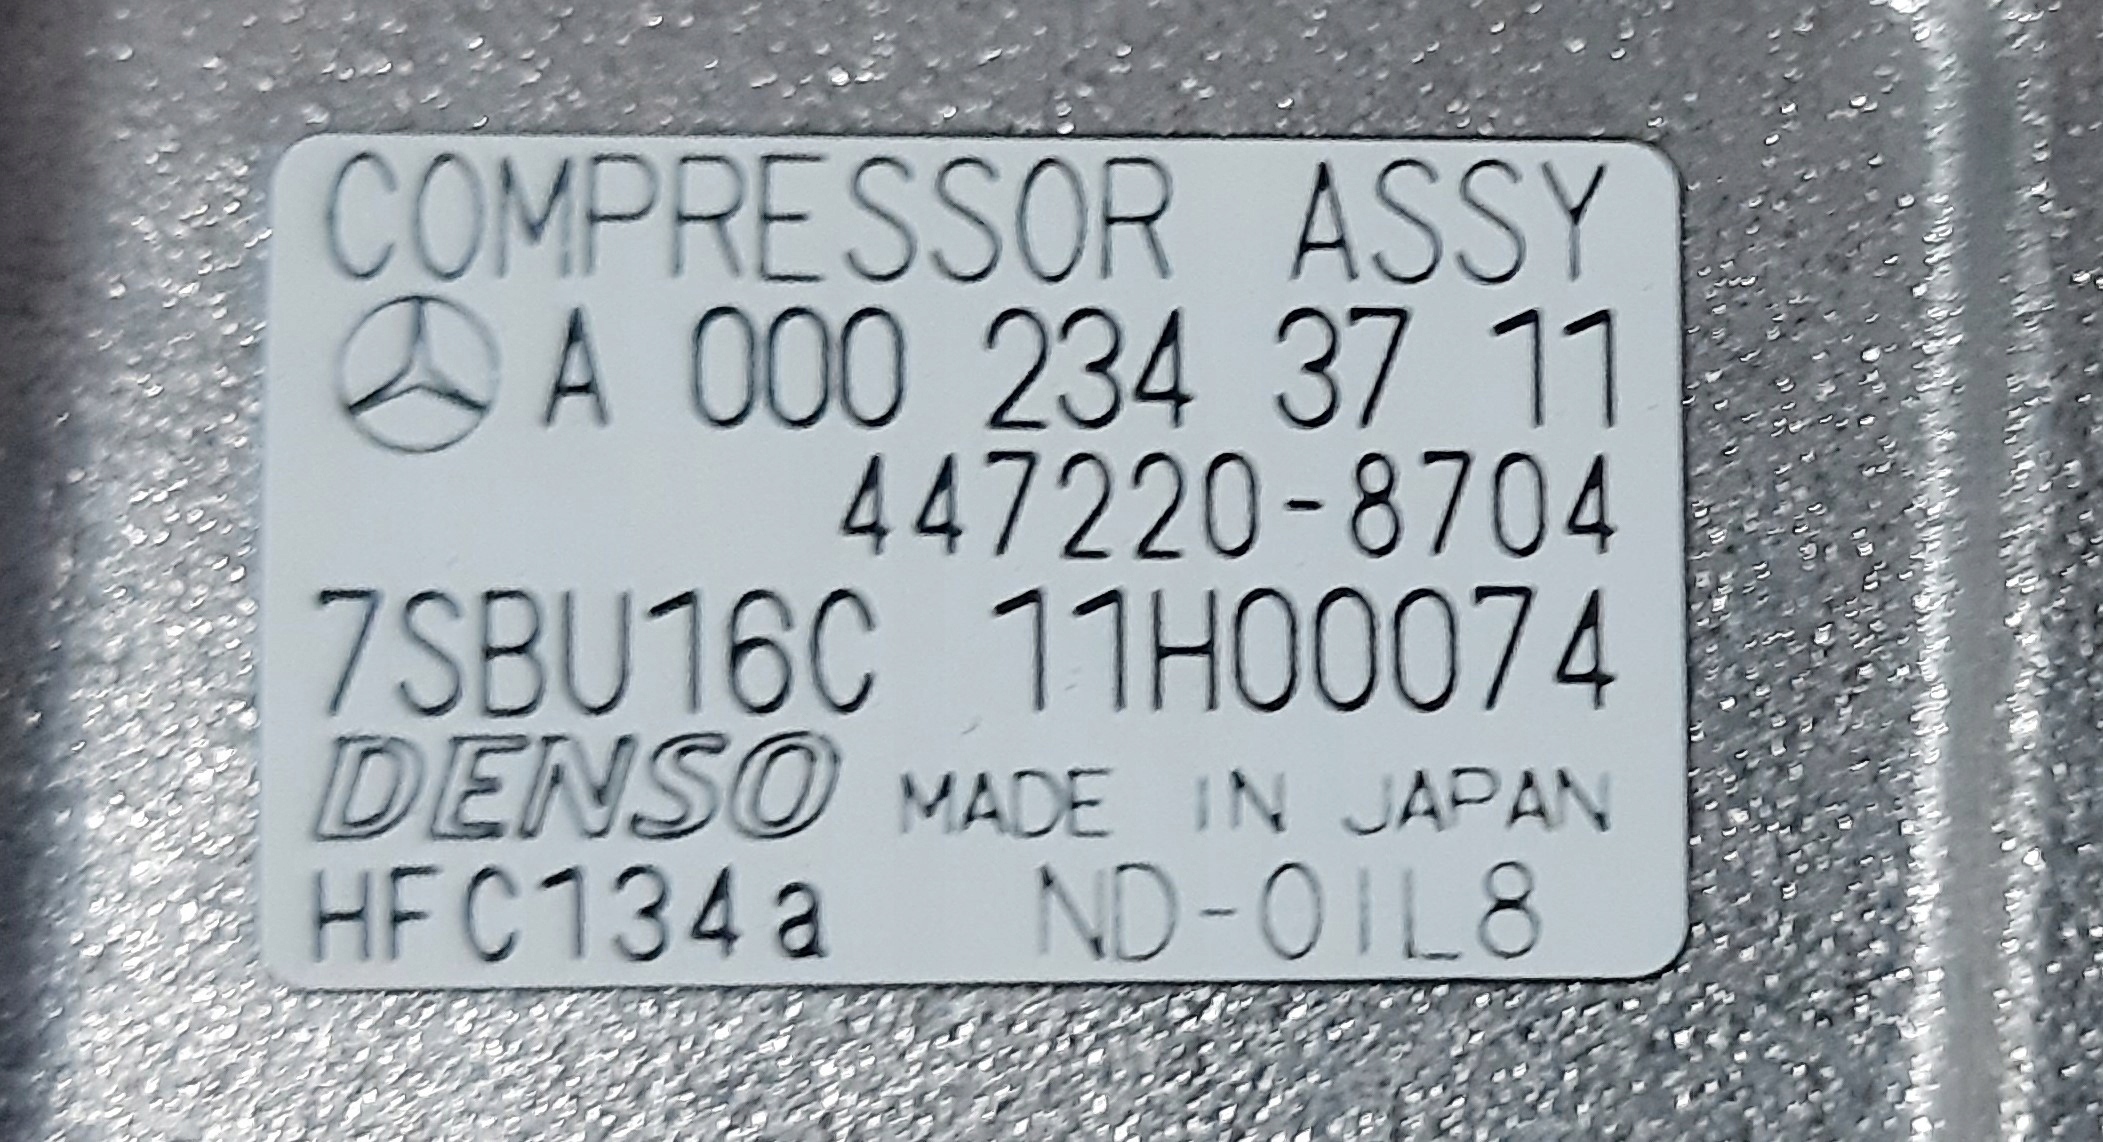 COMPRESSOR ASSY
A 000 234 37 11
447220-8704
7SBU16C 11H00074
DENSO MADE IN JAPAN
HFC134a ND-OIL8